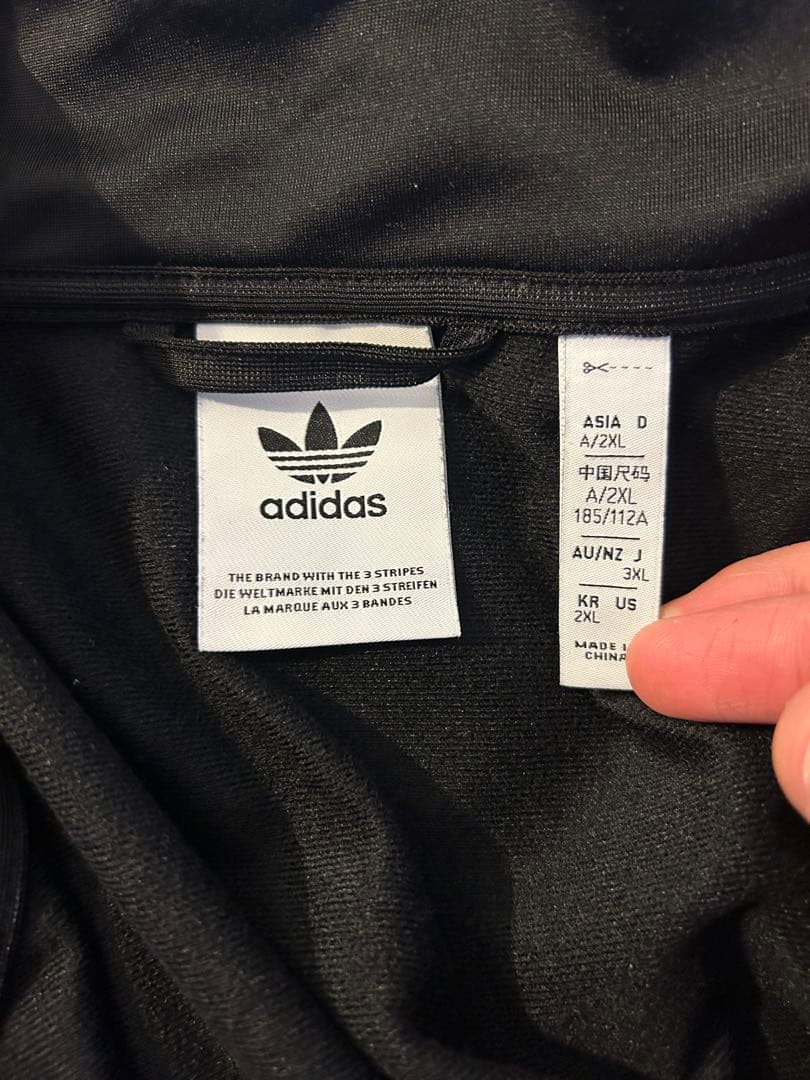 adidas
THE BRAND WITH THE 3 STRIPES
DIE WELTMARKE MIT DEN 3 STREIFEN
LA MARQUE AUX 3 BANDES
ASIA D
A/2XL
中国尺码
A/2XL
185/112A
AU/NZ J
3XL
KR US
2XL
MADE
CHINA